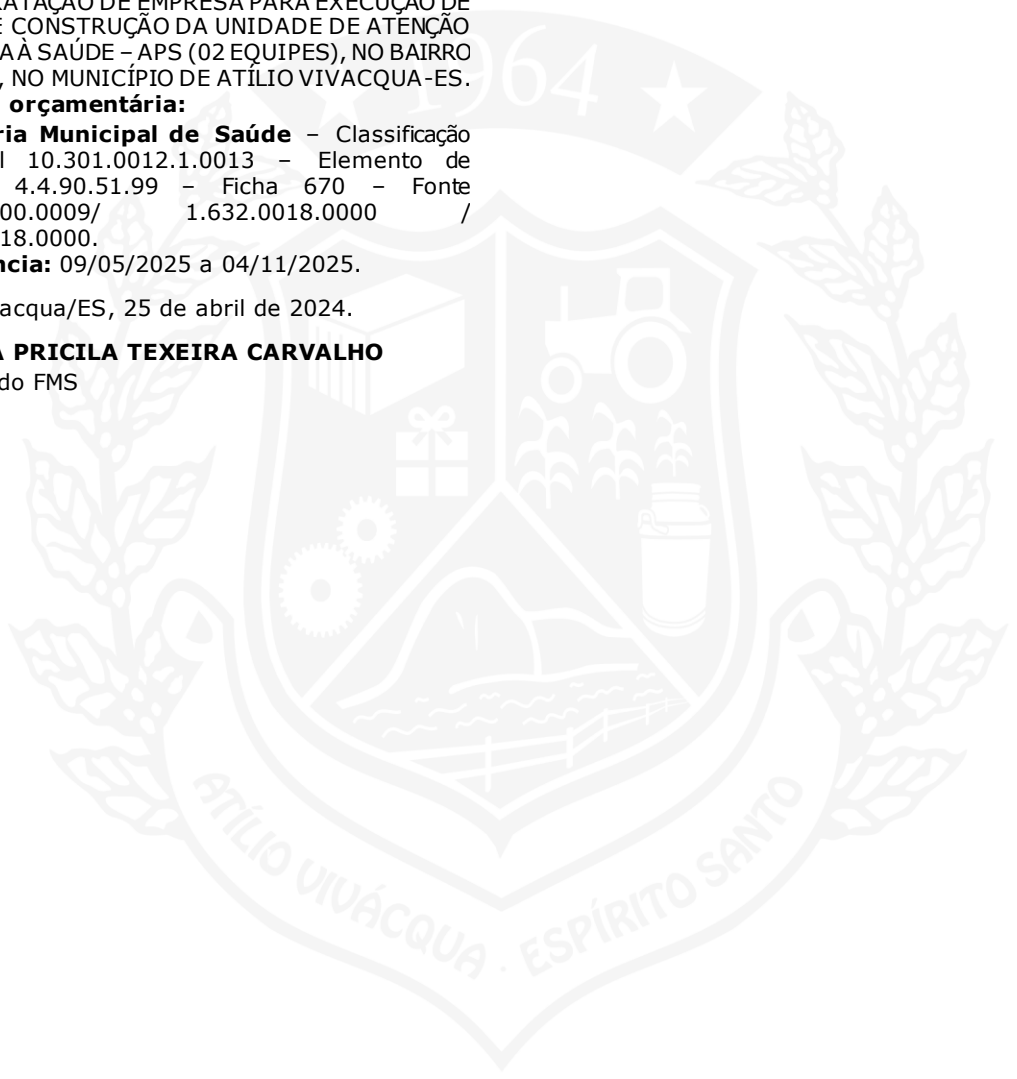 RATAÇÃO DE EMPRESA PARA EXECUÇÃO DE
E CONSTRUÇÃO DA UNIDADE DE ATENÇÃO
A À SAÚDE – APS (02 EQUIPES), NO BAIRRO
, NO MUNICÍPIO DE ATÍLIO VIVACQUA-ES.
orçamentária:
ria Municipal de Saúde – Classificação
l 10.301.0012.1.0013 – Elemento de
4.4.90.51.99 – Ficha 670 – Fonte
00.0009/ 1.632.0018.0000 /
18.0000.
ncia: 09/05/2025 a 04/11/2025.
acqua/ES, 25 de abril de 2024.
A PRICILA TEXEIRA CARVALHO
do FMS
1964
ATÍLIO VIVÁCQUA · ESPÍRITO SANTO